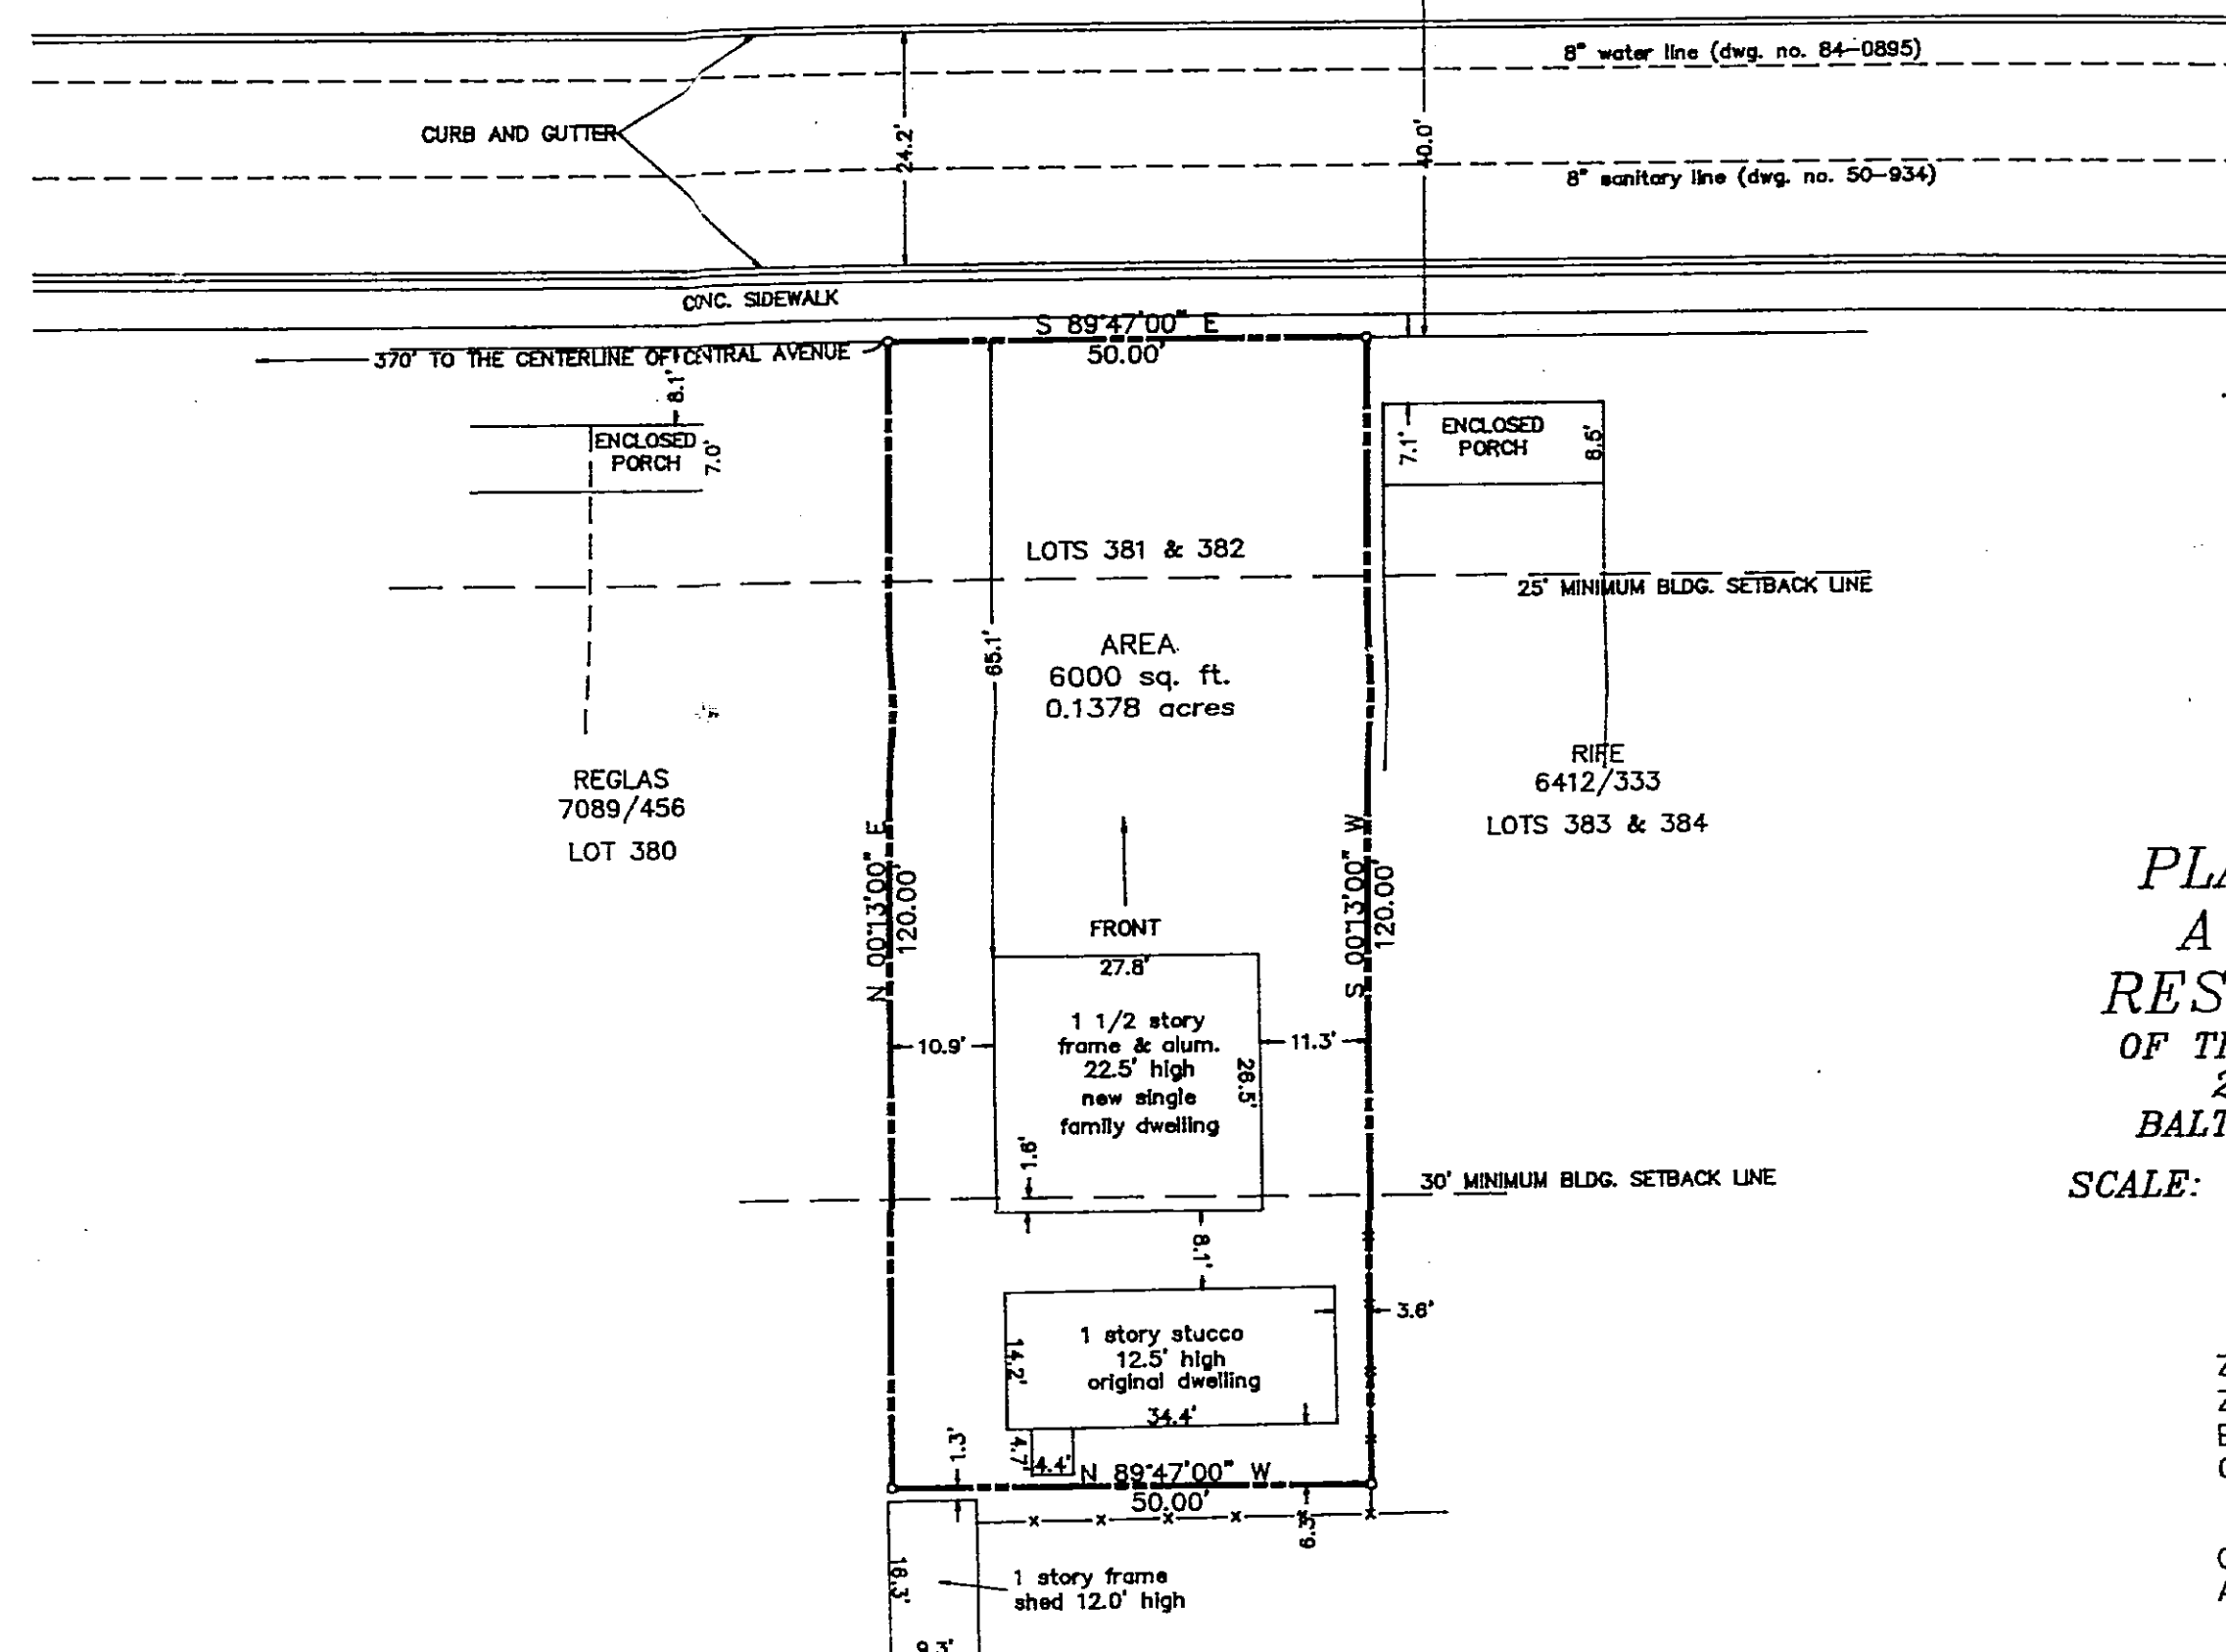 8" water line (dwg. no. 84-0895)
CURB AND GUTTER
24.2'
40.0'
8" sanitary line (dwg. no. 50-934)
CONC. SIDEWALK
S 89°47'00" E
50.00'
370' TO THE CENTERLINE OF CENTRAL AVENUE
8.1'
ENCLOSED
PORCH
7.0'
7.1'
ENCLOSED
PORCH
8.5'
LOTS 381 & 382
25' MINIMUM BLDG. SETBACK LINE
65.1'
AREA
6000 sq. ft.
0.1378 acres
REGLAS
7089/456
LOT 380
RIFE
6412/333
LOTS 383 & 384
N 00°13'00" E
120.00'
S 00°13'00" W
120.00'
FRONT
27.8'
1 1/2 story
frame & alum.
22.5' high
new single
family dwelling
10.9'
11.3'
26.5'
1.6'
30' MINIMUM BLDG. SETBACK LINE
8.1'
1 story stucco
12.5' high
original dwelling
14.2'
34.4'
3.6'
4.7'
4.4'
1.3'
N 89°47'00" W
50.00'
16.3'
1 story frame
shed 12.0' high
9.3'
PLA
A
RES
OF TH
2
BALT
SCALE: